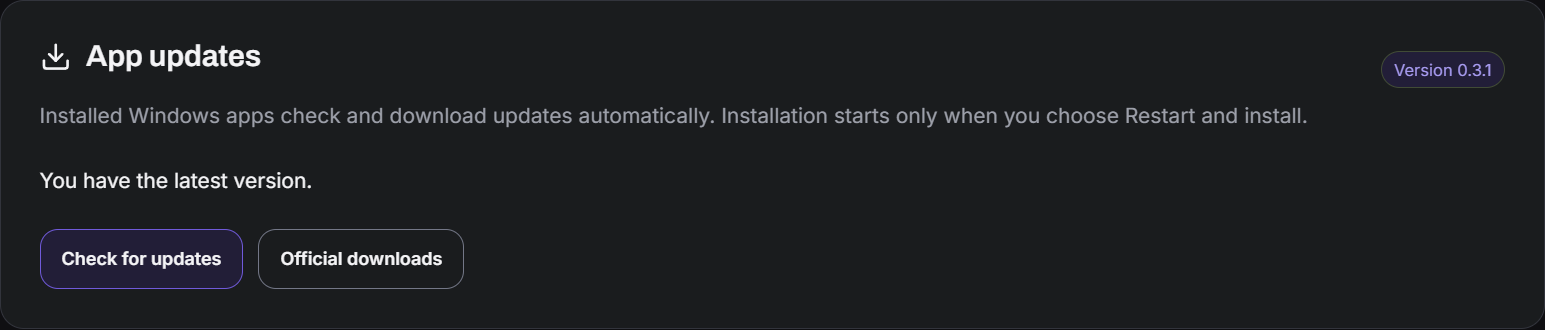 App updates
Version 0.3.1
Installed Windows apps check and download updates automatically. Installation starts only when you choose Restart and install.
You have the latest version.
Check for updates
Official downloads